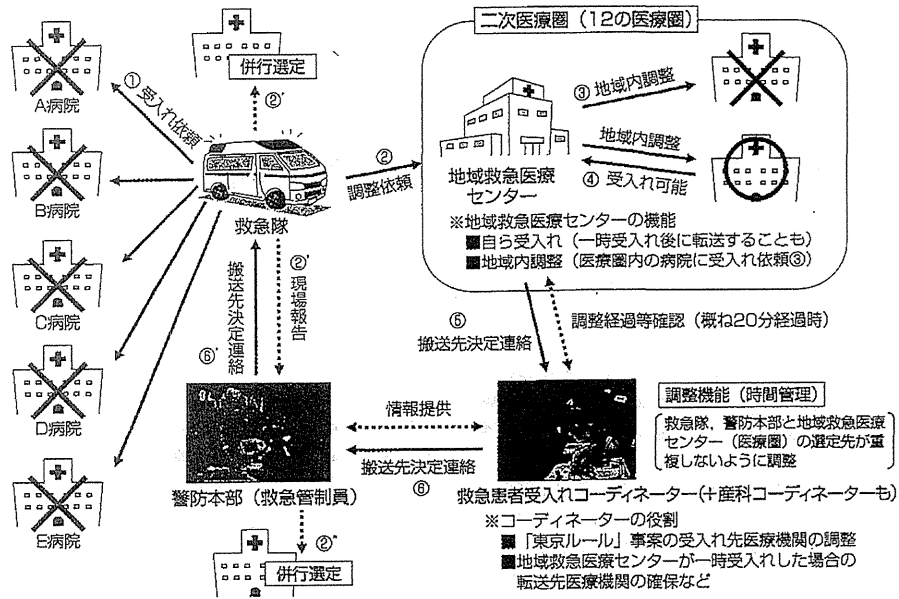 二次医療圏（12の医療圏）
併行選定
A病院
B病院
C病院
D病院
E病院
① 受入れ依頼
②’
救急隊
②
調整依頼
地域救急医療
センター
③ 地域内調整
地域内調整
④ 受入れ可能
※地域救急医療センターの機能
■自ら受入れ（一時受入れ後に転送することも）
■地域内調整（医療圏内の病院に受入れ依頼③）
搬送先決定連絡
⑥’
②’ 現場報告
⑤
搬送先決定連絡
調整経過等確認（概ね20分経過時）
情報提供
搬送先決定連絡
⑥
調整機能（時間管理）
救急隊，警防本部と地域救急医療
センター（医療圏）の選定先が重
複しないように調整
警防本部（救急管制員）
②”
併行選定
救急患者受入れコーディネーター（＋産科コーディネーターも）
※コーディネーターの役割
■「東京ルール」事案の受入れ先医療機関の調整
■地域救急医療センターが一時受入れした場合の
転送先医療機関の確保など